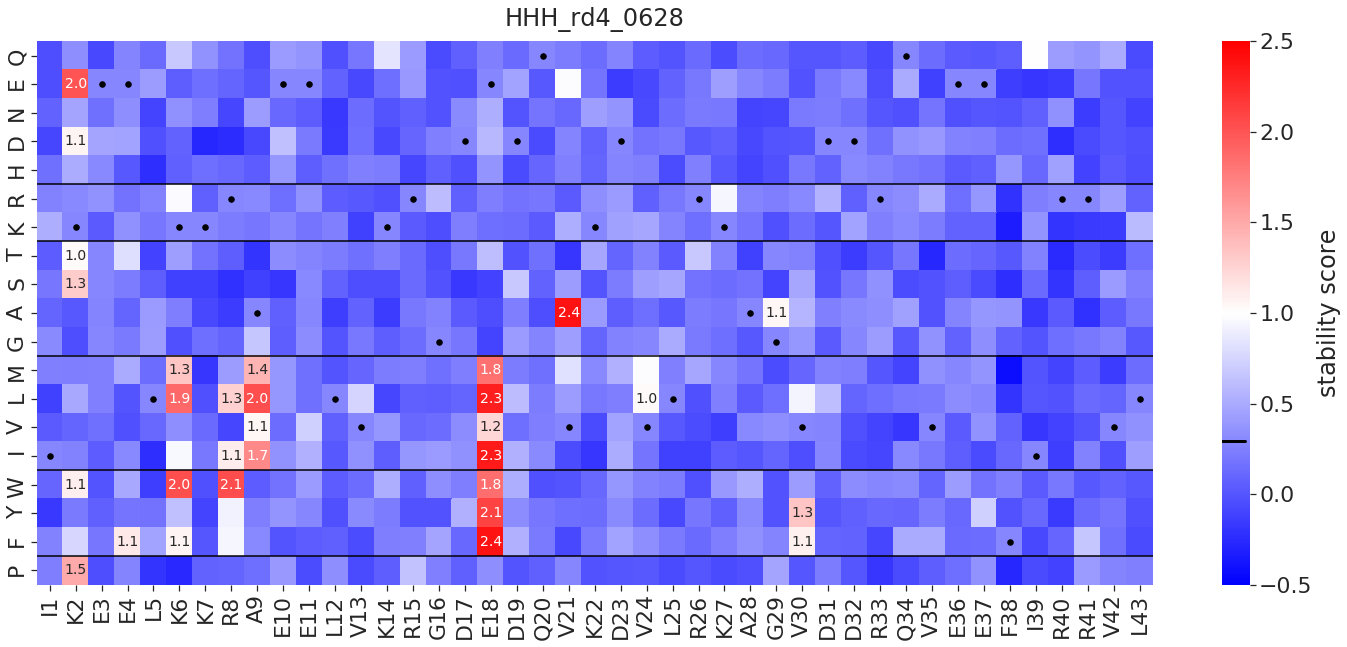 HHH_rd4_0628
Q
E 2.0
N
D 1.1
H
R
K
T 1.0
S 1.3
A 2.4 1.1
G
M 1.3 1.4 1.8
L 1.9 1.3 2.0 2.3 1.0
V 1.1 1.2
I 1.1 1.7 2.3
W 1.1 2.0 2.1 1.8
Y 2.1 1.3
F 1.1 1.1 2.4 1.1
P 1.5
I1 K2 E3 E4 L5 K6 K7 R8 A9 E10 E11 L12 V13 K14 R15 G16 D17 E18 D19 Q20 V21 K22 D23 V24 L25 R26 K27 A28 G29 V30 D31 D32 R33 Q34 V35 E36 E37 F38 I39 R40 R41 V42 L43
2.5
2.0
1.5
1.0
0.5
0.0
−0.5
stability score